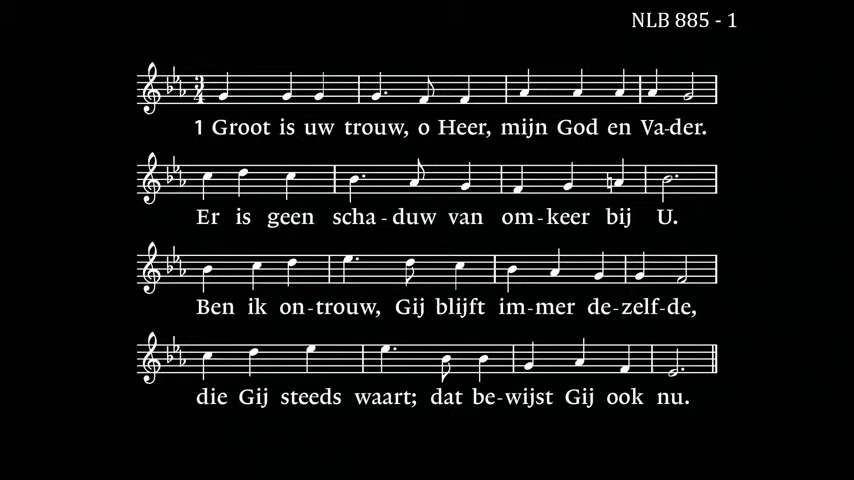 NLB 885 - 1
3
4
1 Groot is uw trouw, o Heer, mijn God en Va-der.
Er is geen scha-duw van om-keer bij U.
Ben ik on-trouw, Gij blijft im-mer de-zelf-de,
die Gij steeds waart; dat be-wijst Gij ook nu.